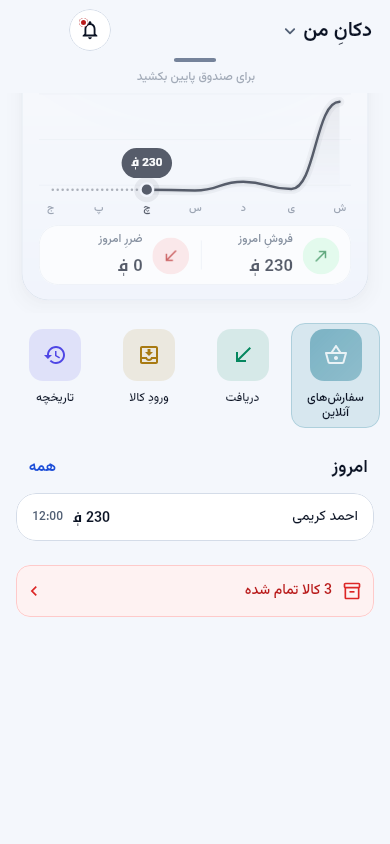 دکانِ من
برای صندوق پایین بکشید
230 ؋
ش ی د س چ پ ج
فروشِ امروز
230 ؋
ضررِ امروز
0 ؋
سفارش‌های آنلاین
دریافت
ورود کالا
تاریخچه
امروز
همه
احمد کریمی
230 ؋ 12:00
3 کالا تمام شده